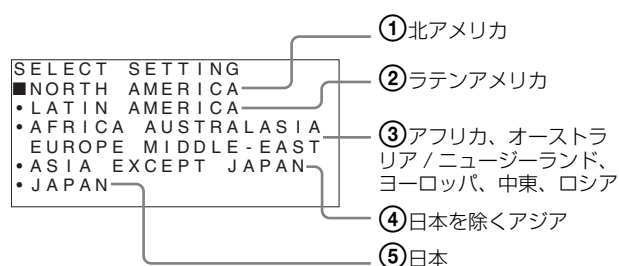 SELECT SETTING
■NORTH AMERICA
•LATIN AMERICA
•AFRICA AUSTRALASIA
EUROPE MIDDLE-EAST
•ASIA EXCEPT JAPAN
•JAPAN
①北アメリカ
②ラテンアメリカ
③アフリカ、オーストラ
リア / ニュージーランド、
ヨーロッパ、中東、ロシア
④日本を除くアジア
⑤日本